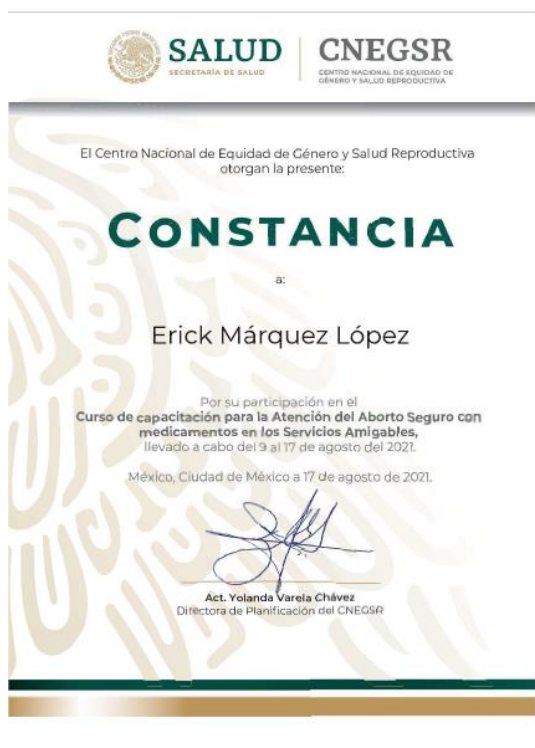 SALUD
SECRETARÍA DE SALUD
CNEGSR
CENTRO NACIONAL DE EQUIDAD DE
GÉNERO Y SALUD REPRODUCTIVA
El Centro Nacional de Equidad de Género y Salud Reproductiva
otorgan la presente:
CONSTANCIA
a:
Erick Márquez López
Por su participación en el
Curso de capacitación para la Atención del Aborto Seguro con
medicamentos en los Servicios Amigables,
llevado a cabo del 9 al 17 de agosto del 2021.
México, Ciudad de México a 17 de agosto de 2021.
Act. Yolanda Varela Chávez
Directora de Planificación del CNEGSR